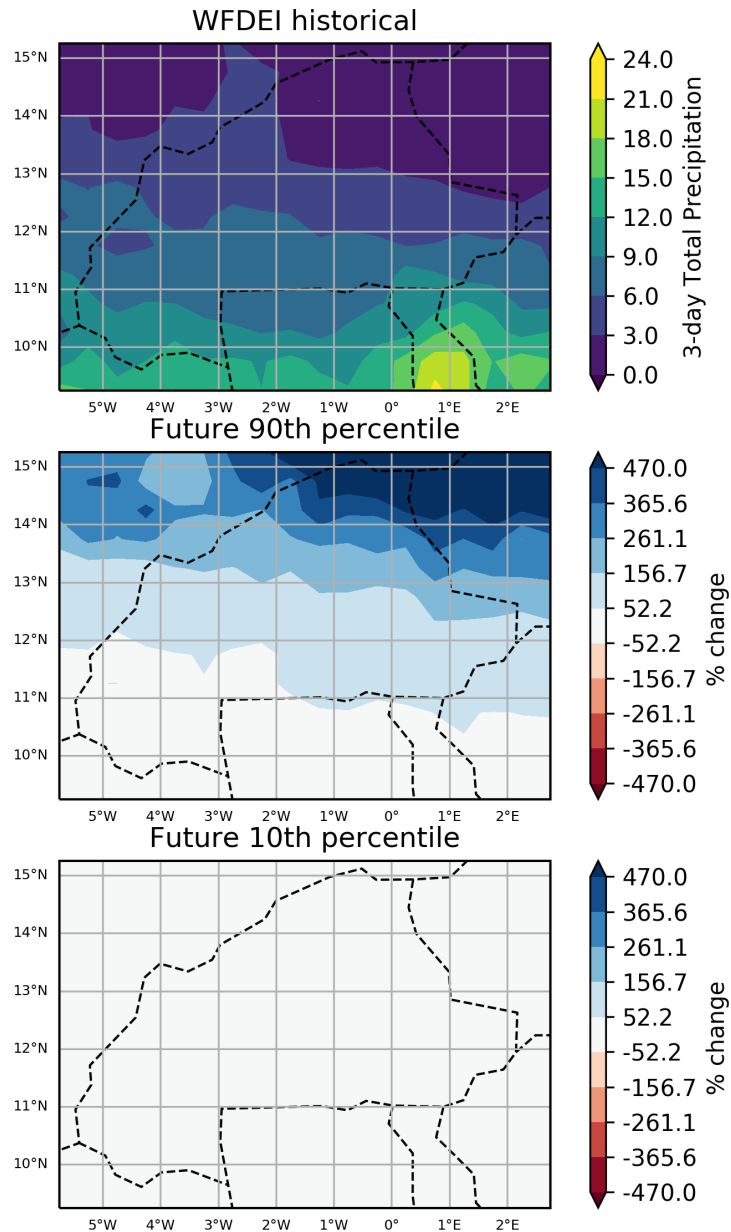 WFDEI historical
15°N
14°N
13°N
12°N
11°N
10°N
5°W 4°W 3°W 2°W 1°W 0° 1°E 2°E
24.0
21.0
18.0
15.0
12.0
9.0
6.0
3.0
0.0
3-day Total Precipitation
Future 90th percentile
15°N
14°N
13°N
12°N
11°N
10°N
5°W 4°W 3°W 2°W 1°W 0° 1°E 2°E
470.0
365.6
261.1
156.7
52.2
-52.2
-156.7
-261.1
-365.6
-470.0
% change
Future 10th percentile
15°N
14°N
13°N
12°N
11°N
10°N
5°W 4°W 3°W 2°W 1°W 0° 1°E 2°E
470.0
365.6
261.1
156.7
52.2
-52.2
-156.7
-261.1
-365.6
-470.0
% change